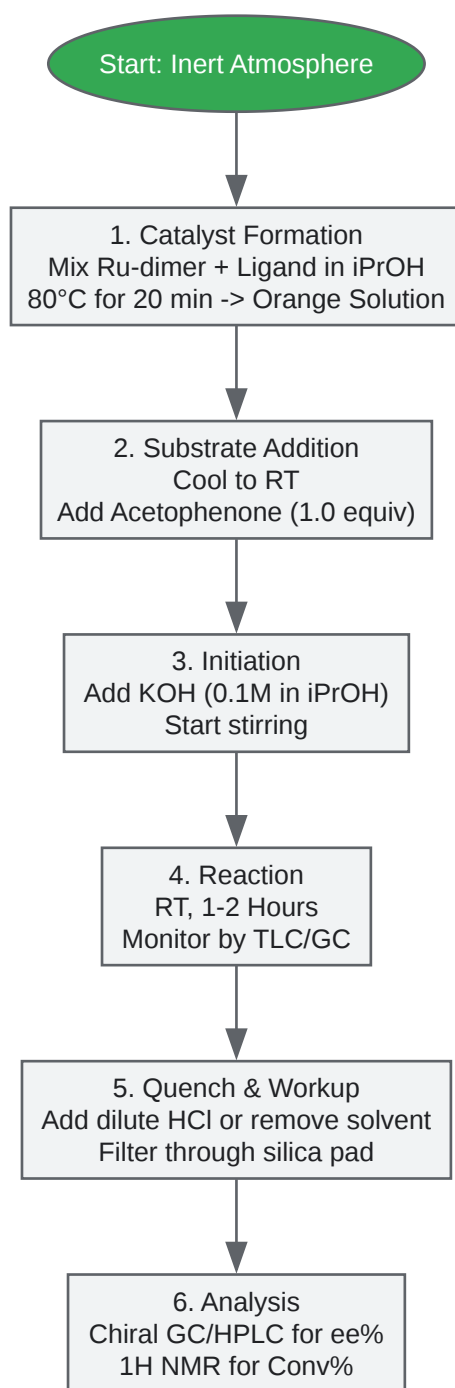 Start: Inert Atmosphere
1. Catalyst Formation
Mix Ru-dimer + Ligand in iPrOH
80°C for 20 min -> Orange Solution
2. Substrate Addition
Cool to RT
Add Acetophenone (1.0 equiv)
3. Initiation
Add KOH (0.1M in iPrOH)
Start stirring
4. Reaction
RT, 1-2 Hours
Monitor by TLC/GC
5. Quench & Workup
Add dilute HCl or remove solvent
Filter through silica pad
6. Analysis
Chiral GC/HPLC for ee%
1H NMR for Conv%